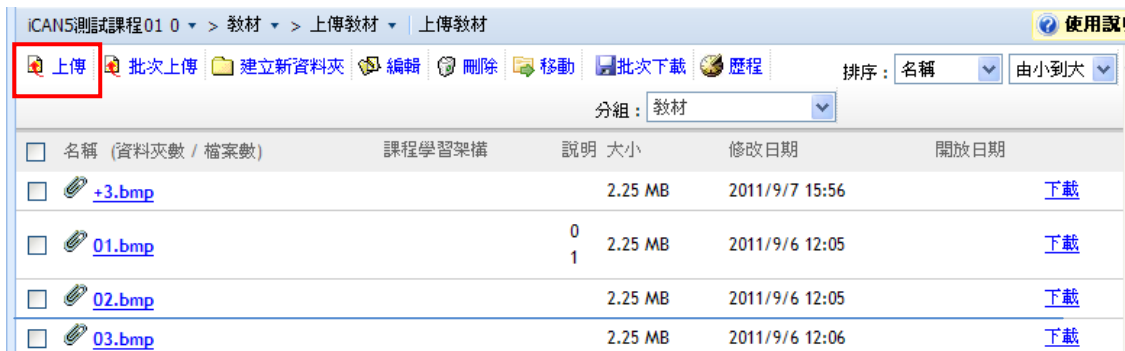 iCAN5測試課程01 0 > 教材 > 上傳教材 上傳教材 使用說
上傳 批次上傳 建立新資料夾 編輯 刪除 移動 批次下載 歷程 排序：名稱 由小到大
分組：教材
名稱 (資料夾數 / 檔案數) 課程學習架構 說明 大小 修改日期 開放日期
+3.bmp 2.25 MB 2011/9/7 15:56 下載
01.bmp 01 2.25 MB 2011/9/6 12:05 下載
02.bmp 2.25 MB 2011/9/6 12:05 下載
03.bmp 2.25 MB 2011/9/6 12:06 下載